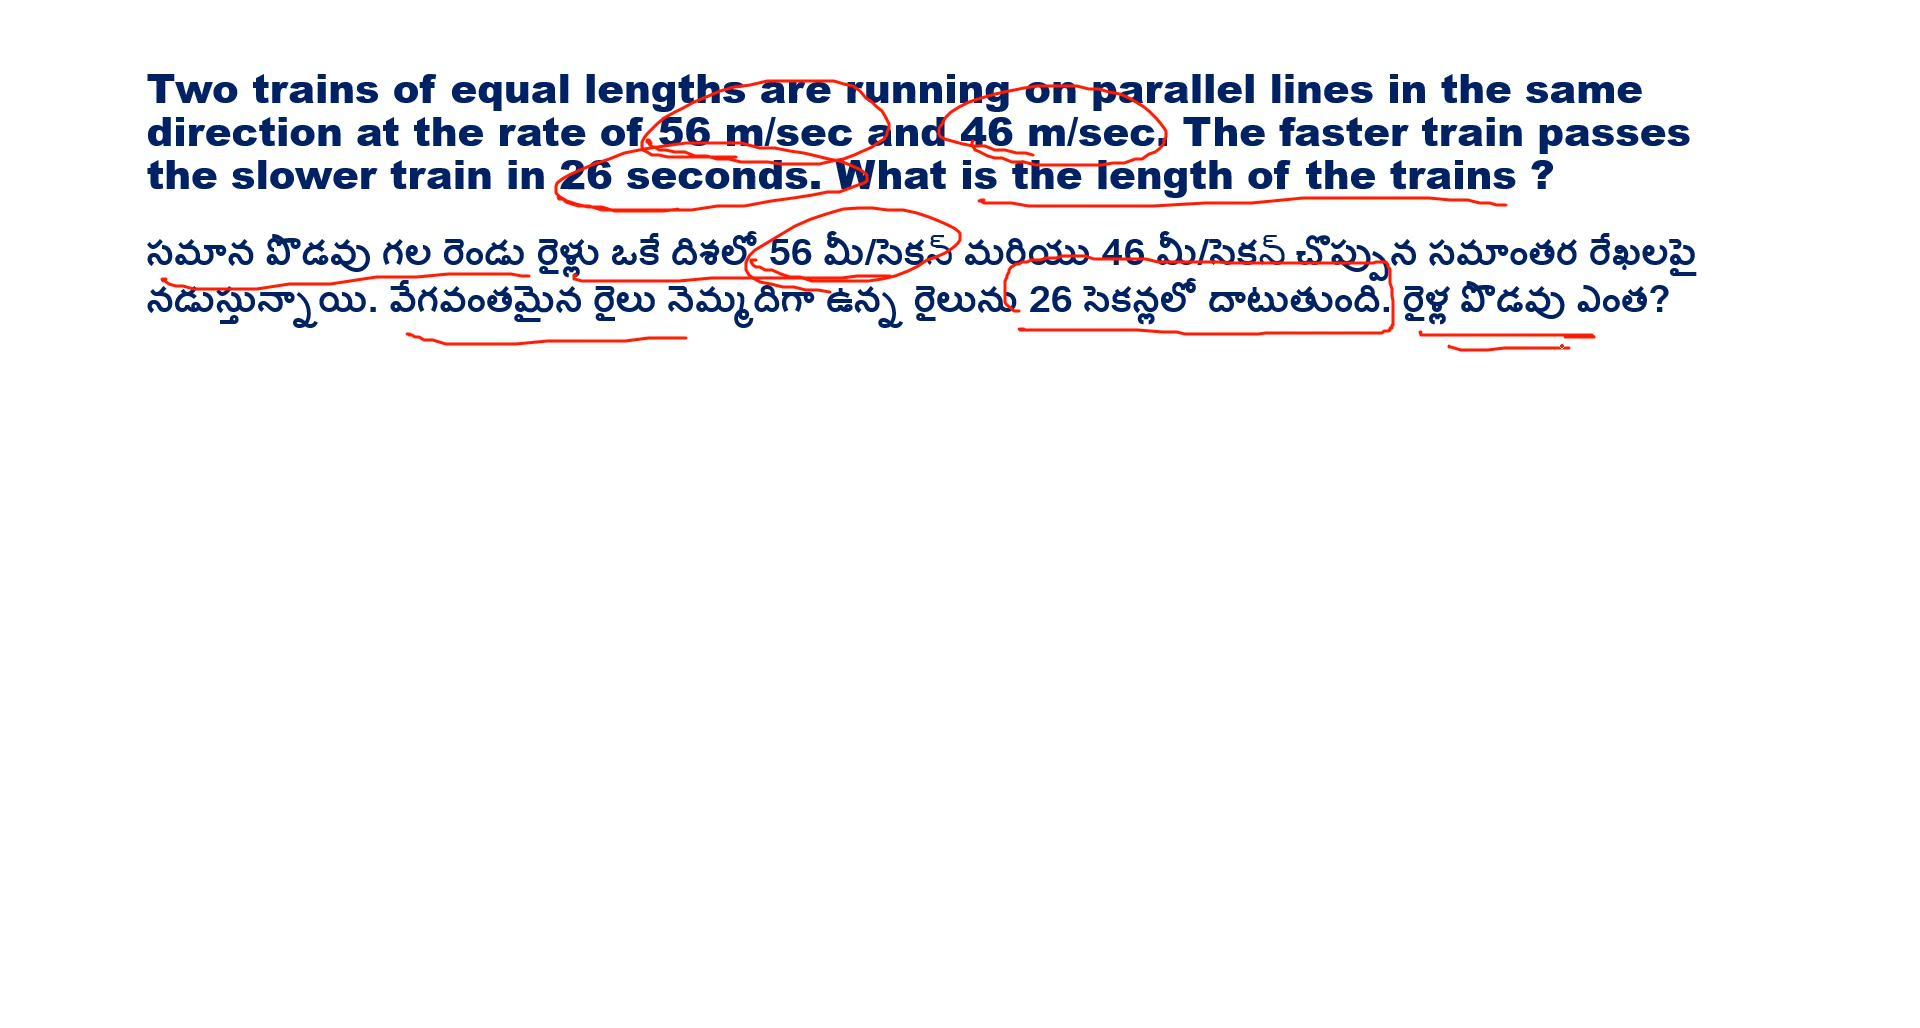 Two trains of equal lengths are running on parallel lines in the same
direction at the rate of 56 m/sec and 46 m/sec. The faster train passes
the slower train in 26 seconds. What is the length of the trains ?
సమాన పొడవు గల రెండు రైళ్లు ఒకే దిశలో 56 మీ/సెకన్ మరియు 46 మీ/సెకన్ చొప్పున సమాంతర రేఖలపై
నడుస్తున్నాయి. వేగవంతమైన రైలు నెమ్మదిగా ఉన్న రైలును 26 సెకన్లలో దాటుతుంది. రైళ్ల పొడవు ఎంత?